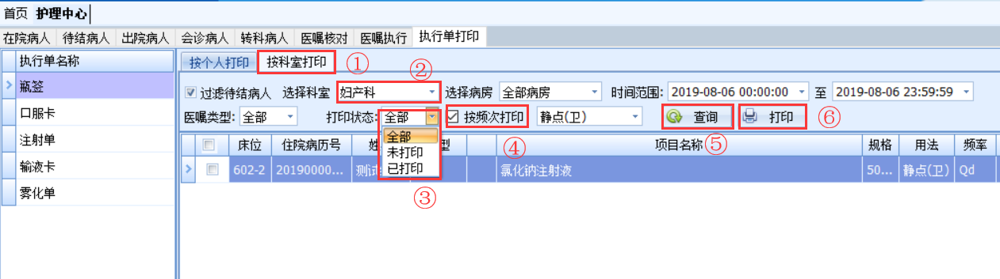 首页 护理中心
在院病人 待结病人 出院病人 会诊病人 转科病人 医嘱核对 医嘱执行 执行单打印
执行单名称
瓶签
口服卡
注射单
输液卡
雾化单
按个人打印 按科室打印 ①
②
过滤待结病人 选择科室 妇产科 选择病房 全部病房 时间范围: 2019-08-06 00:00:00 至 2019-08-06 23:59:59
医嘱类型: 全部 打印状态: 全部 按频次打印 静点(卫) 查询 打印 ⑥
全部
未打印
已打印
③
④
⑤
床位 住院病历号 型 项目名称 规格 用法 频率
602-2 20190000... 测试 氯化钠注射液 50... 静点(卫) Qd